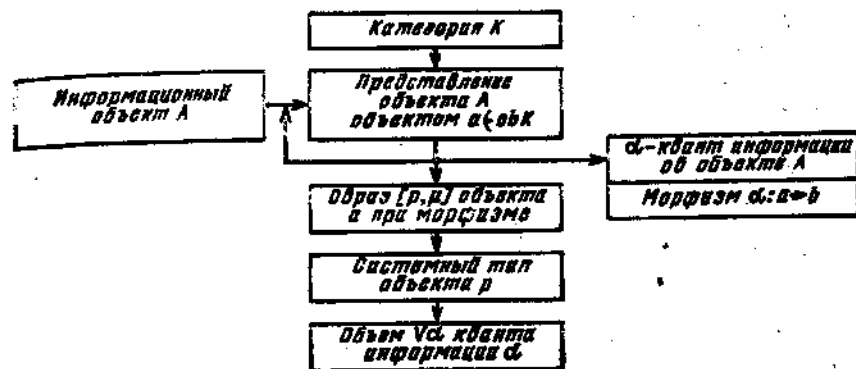 Категория К
Информационный
объект А
Представление
объекта А
объектом a∈obK
α-квант информации
об объекте А
Морфизм α:a→b
Образ [p,μ] объекта
a при морфизме
Системный тип
объекта p
Объем Vα кванта
информации α